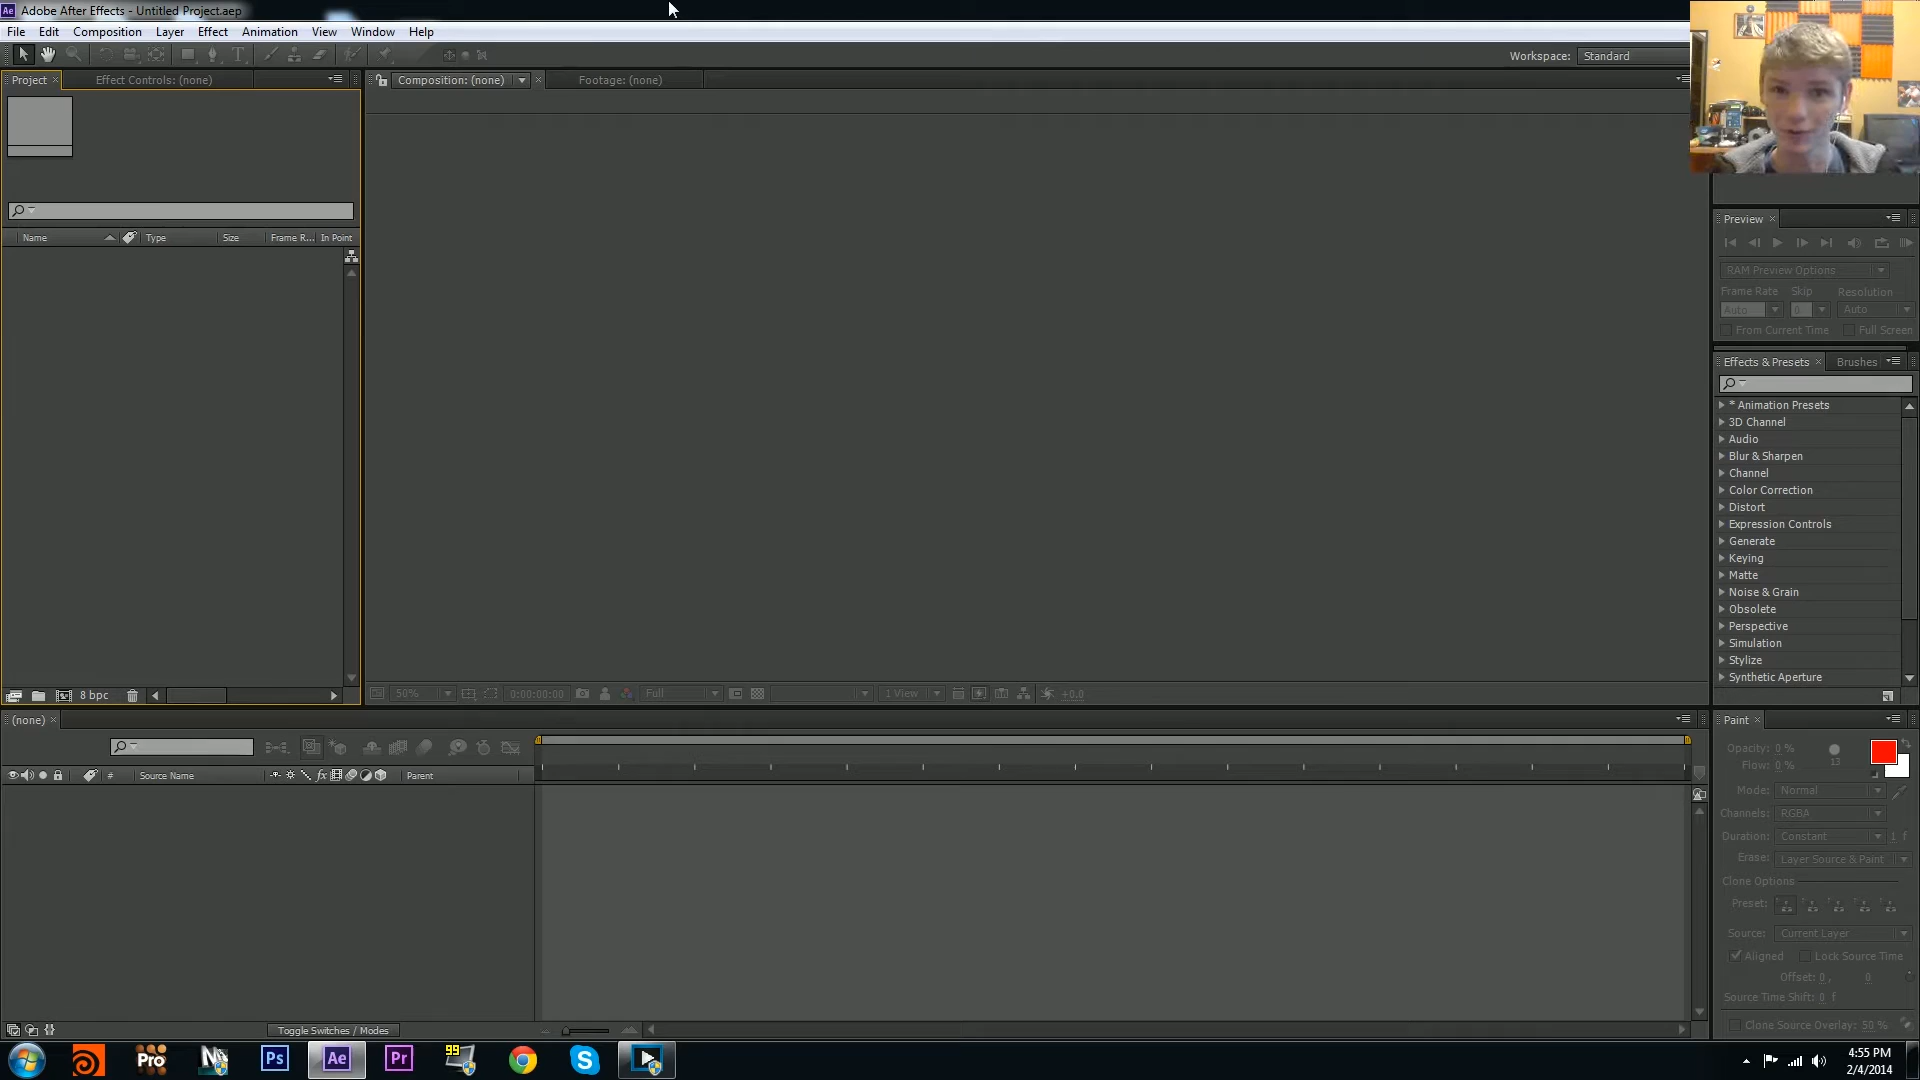 Ae Adobe After Effects - Untitled Project.aep
File Edit Composition Layer Effect Animation View Window Help
Workspace: Standard
Project Effect Controls: (none) Composition: (none) Footage: (none)
Name Type Size Frame R... In Point
Preview
RAM Preview Options
Frame Rate Skip Resolution
Auto 0 Auto
From Current Time Full Screen
Effects & Presets Brushes
* Animation Presets
3D Channel
Audio
Blur & Sharpen
Channel
Color Correction
Distort
Expression Controls
Generate
Keying
Matte
Noise & Grain
Obsolete
Perspective
Simulation
Stylize
Synthetic Aperture
8 bpc
50% 0:00:00:00 Full 1 View +0.0
(none)
# Source Name fx Parent
Paint
Opacity: 0 %
Flow: 0 %
13
Mode: Normal
Channels: RGBA
Duration: Constant 1 f
Erase: Layer Source & Paint
Clone Options
Preset:
Source: Current Layer
Aligned Lock Source Time
Offset: 0 , 0
Source Time Shift: 0 f
Clone Source Overlay: 50 %
Toggle Switches / Modes
Pro Ps Ae Pr 99
4:55 PM
2/4/2014